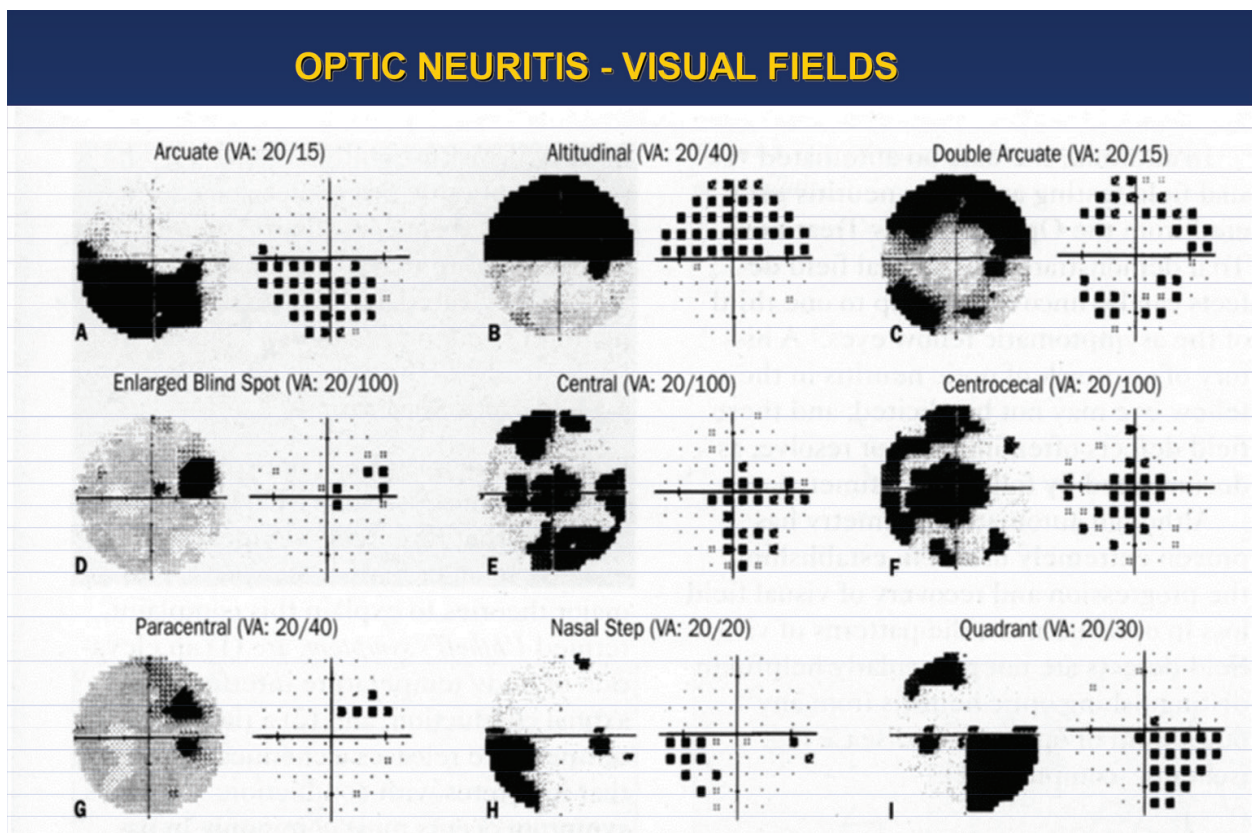 OPTIC NEURITIS - VISUAL FIELDS
Arcuate (VA: 20/15)
Altitudinal (VA: 20/40)
Double Arcuate (VA: 20/15)
A
B
C
Enlarged Blind Spot (VA: 20/100)
Central (VA: 20/100)
Centrocecal (VA: 20/100)
D
E
F
Paracentral (VA: 20/40)
Nasal Step (VA: 20/20)
Quadrant (VA: 20/30)
G
H
I